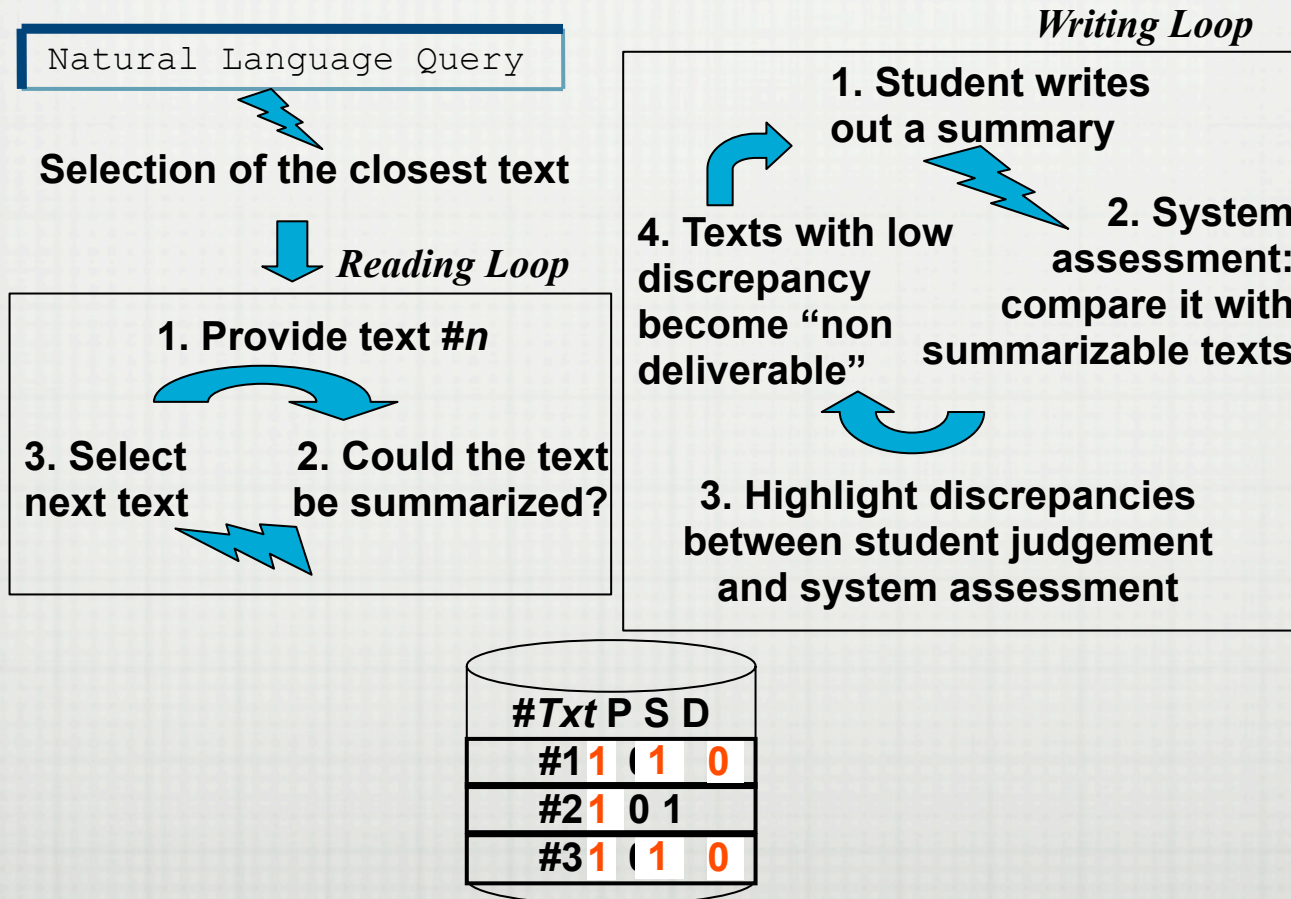 Natural Language Query
Selection of the closest text
Reading Loop
1. Provide text #n
2. Could the text
be summarized?
3. Select
next text
Writing Loop
1. Student writes
out a summary
2. System
assessment:
compare it with
summarizable texts
3. Highlight discrepancies
between student judgement
and system assessment
4. Texts with low
discrepancy
become “non
deliverable”
#Txt P S D
#1 1 1 0
#2 1 0 1
#3 1 1 0